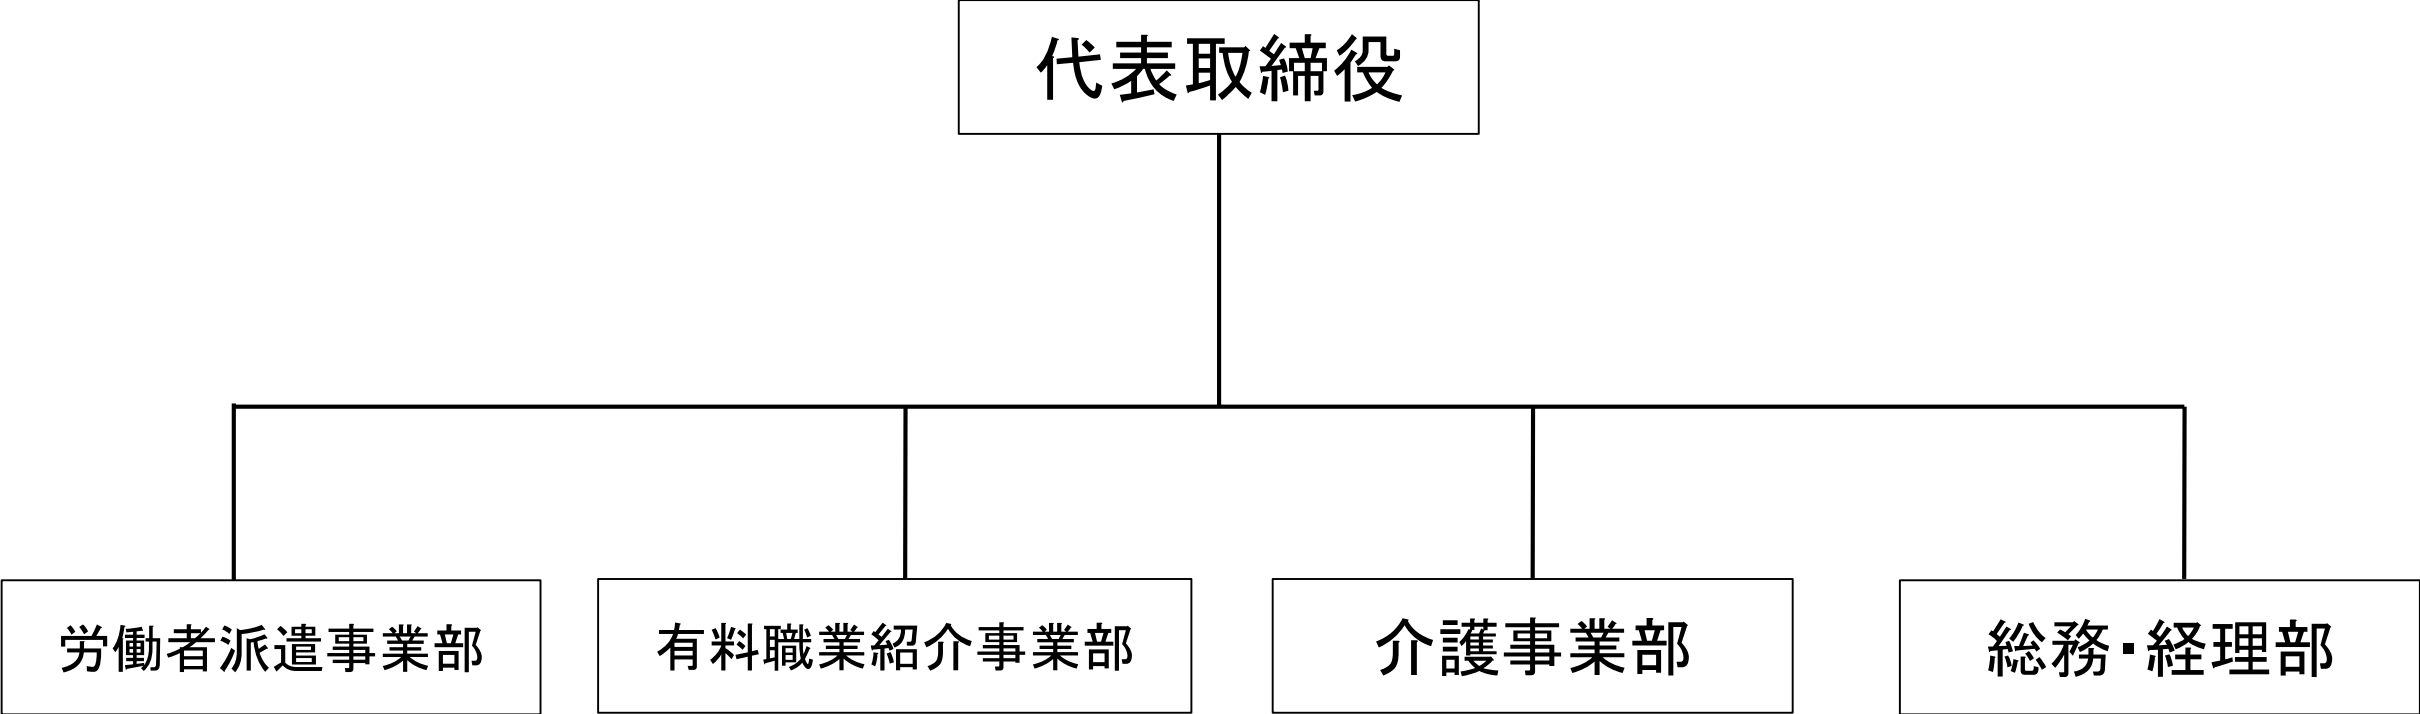 代表取締役
労働者派遣事業部
有料職業紹介事業部
介護事業部
総務・経理部